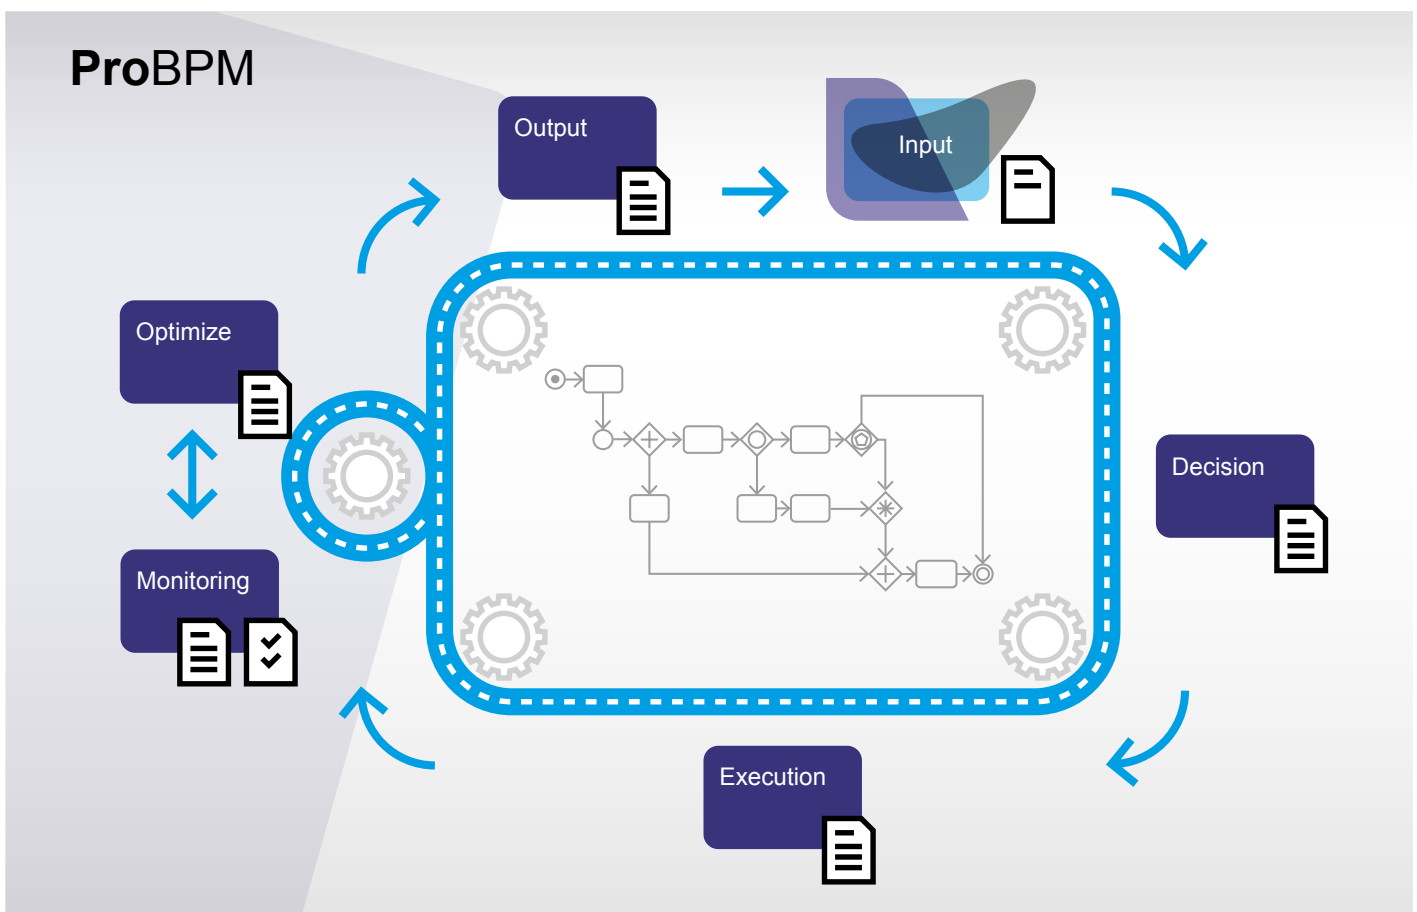 ProBPM
Output
Input
Optimize
Decision
Monitoring
Execution